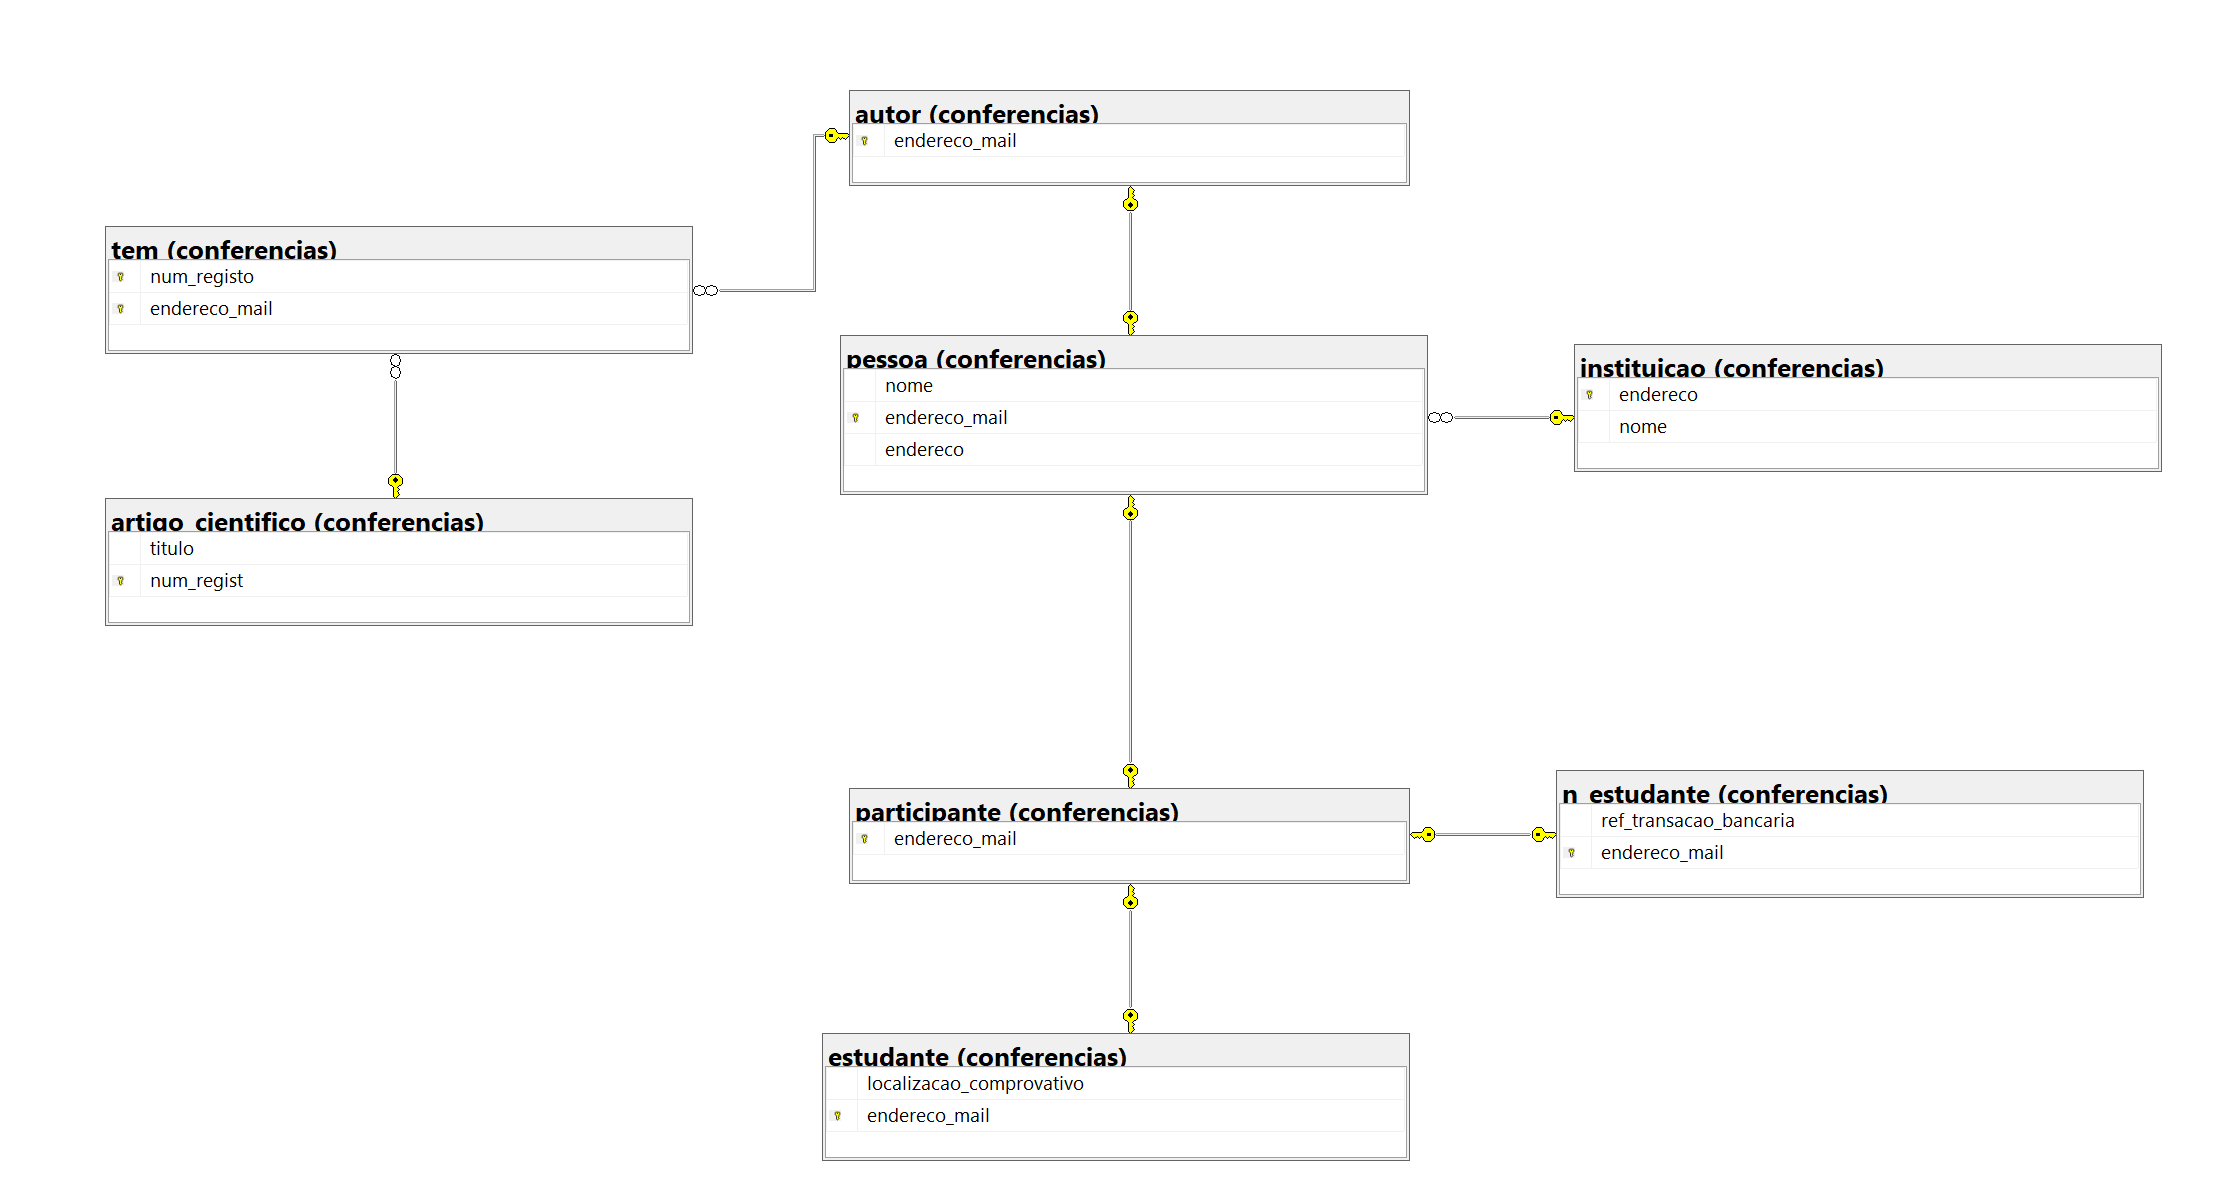 autor (conferencias)
endereco_mail
tem (conferencias)
num_registo
endereco_mail
pessoa (conferencias)
nome
endereco_mail
endereco
instituicao (conferencias)
endereco
nome
artigo_cientifico (conferencias)
titulo
num_regist
participante (conferencias)
endereco_mail
n_estudante (conferencias)
ref_transacao_bancaria
endereco_mail
estudante (conferencias)
localizacao_comprovativo
endereco_mail